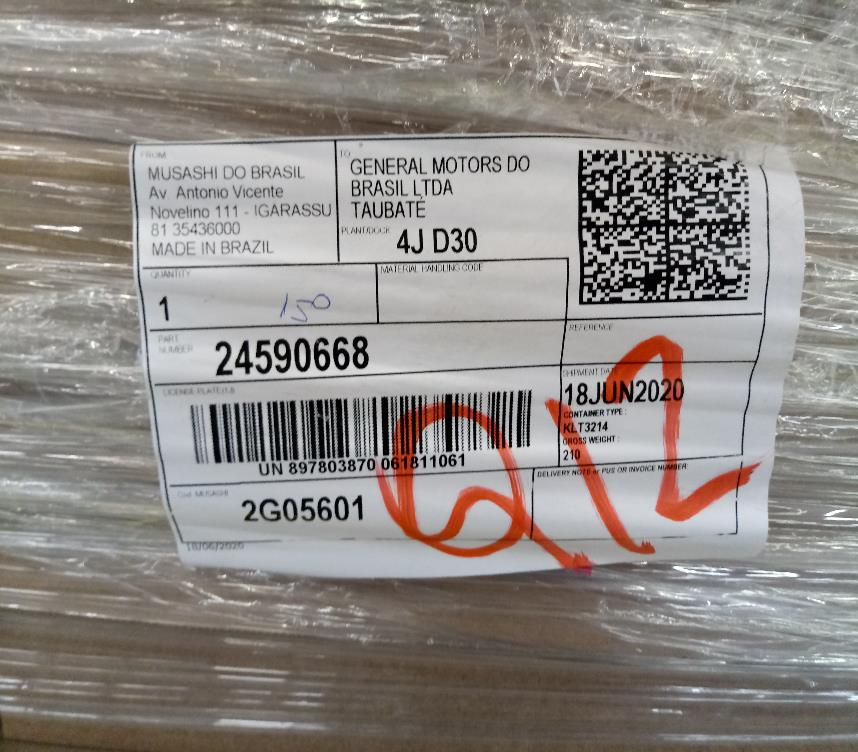 FROM
MUSASHI DO BRASIL
Av Antonio Vicente
Novelino 111 - IGARASSU
81 35436000
MADE IN BRAZIL
TO
GENERAL MOTORS DO
BRASIL LTDA
TAUBATÉ
PLANT/DOCK
4J D30
QUANTITY
1
150
MATERIAL HANDLING CODE
PART
NUMBER
24590668
REFERENCE
LICENSE PLATE
UN 897803870 061811061
SHIPMENT DATE
18JUN2020
CONTAINER TYPE :
KLT3214
GROSS WEIGHT :
210
Cod. MUSASHI
2G05601
DELIVERY NOTE or PUS OR INVOICE NUMBER:
18/06/2020
Q12